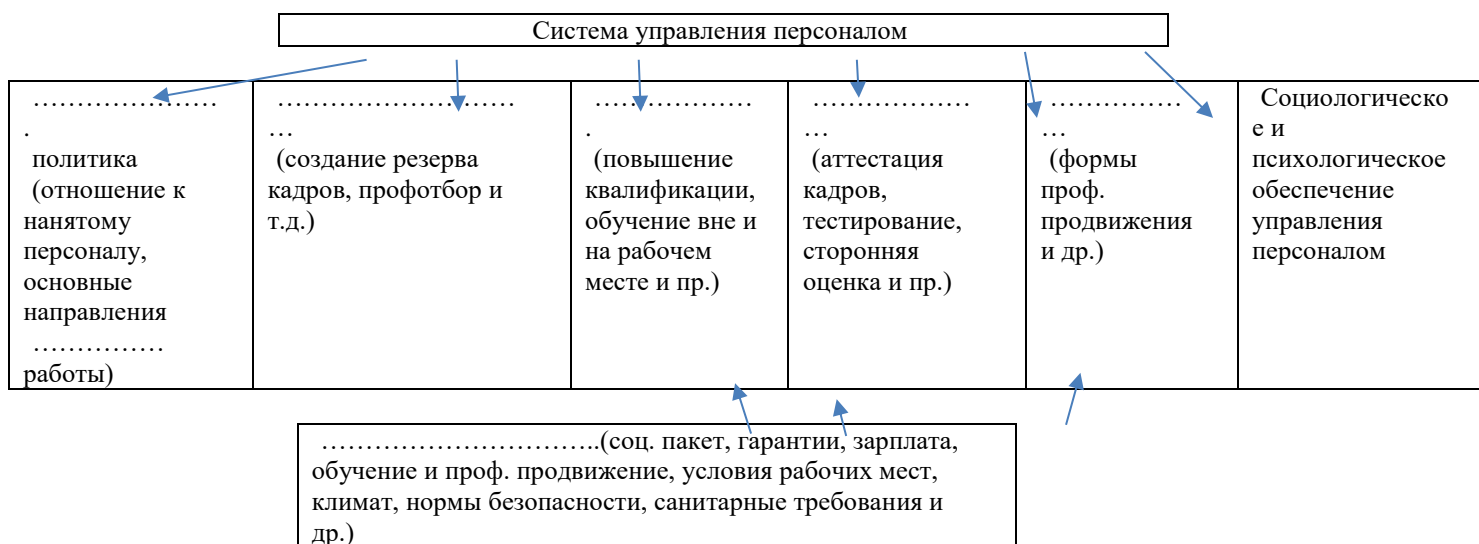 Система управления персоналом
…………………
.
политика
(отношение к
нанятому
персоналу,
основные
направления
……………
работы)
………………………
…
(создание резерва
кадров, профотбор и
т.д.)
………………
.
(повышение
квалификации,
обучение вне и
на рабочем
месте и пр.)
………………
…
(аттестация
кадров,
тестирование,
сторонняя
оценка и пр.)
……………
…
(формы
проф.
продвижения
и др.)
Социологическо
е и
психологическое
обеспечение
управления
персоналом
…………………………..(соц. пакет, гарантии, зарплата,
обучение и проф. продвижение, условия рабочих мест,
климат, нормы безопасности, санитарные требования и
др.)